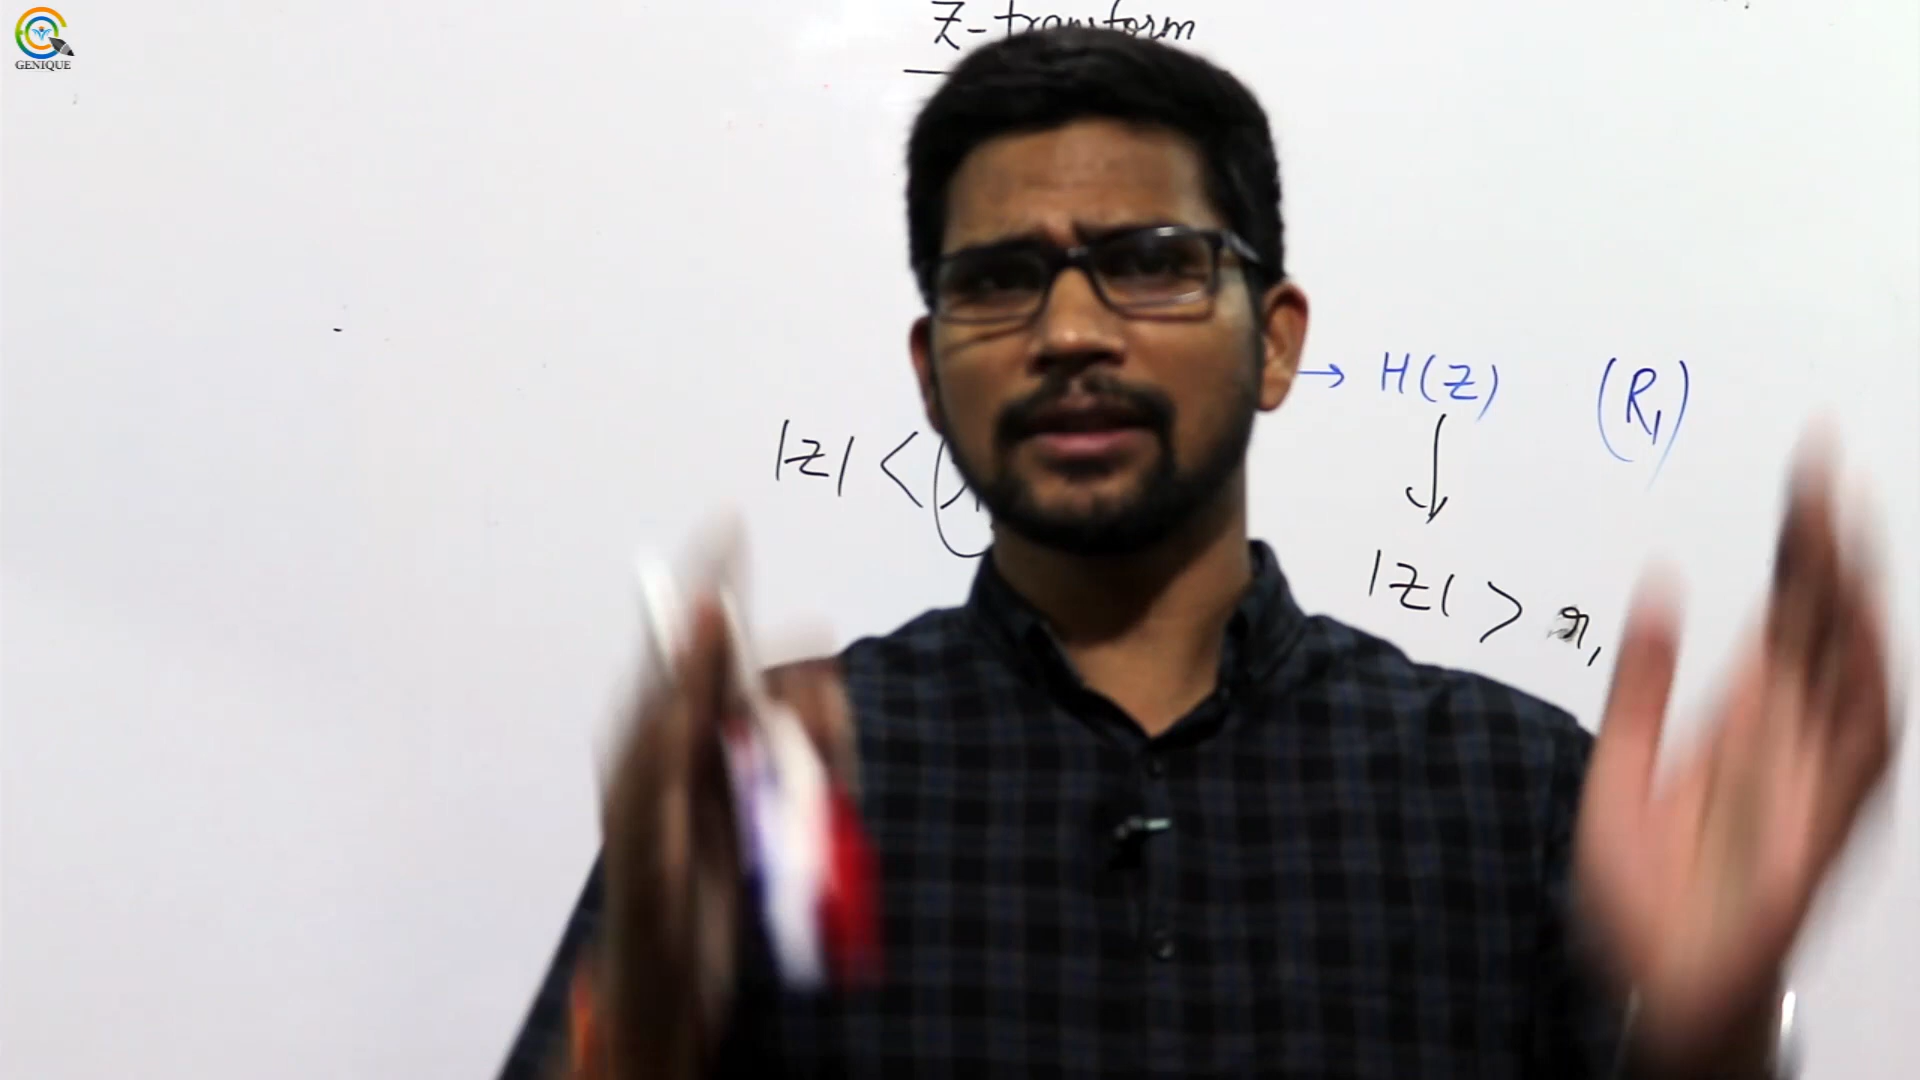 GENIQUE
Z-transform
→ H(Z) (R₁)
|Z| <
|Z| > r₁